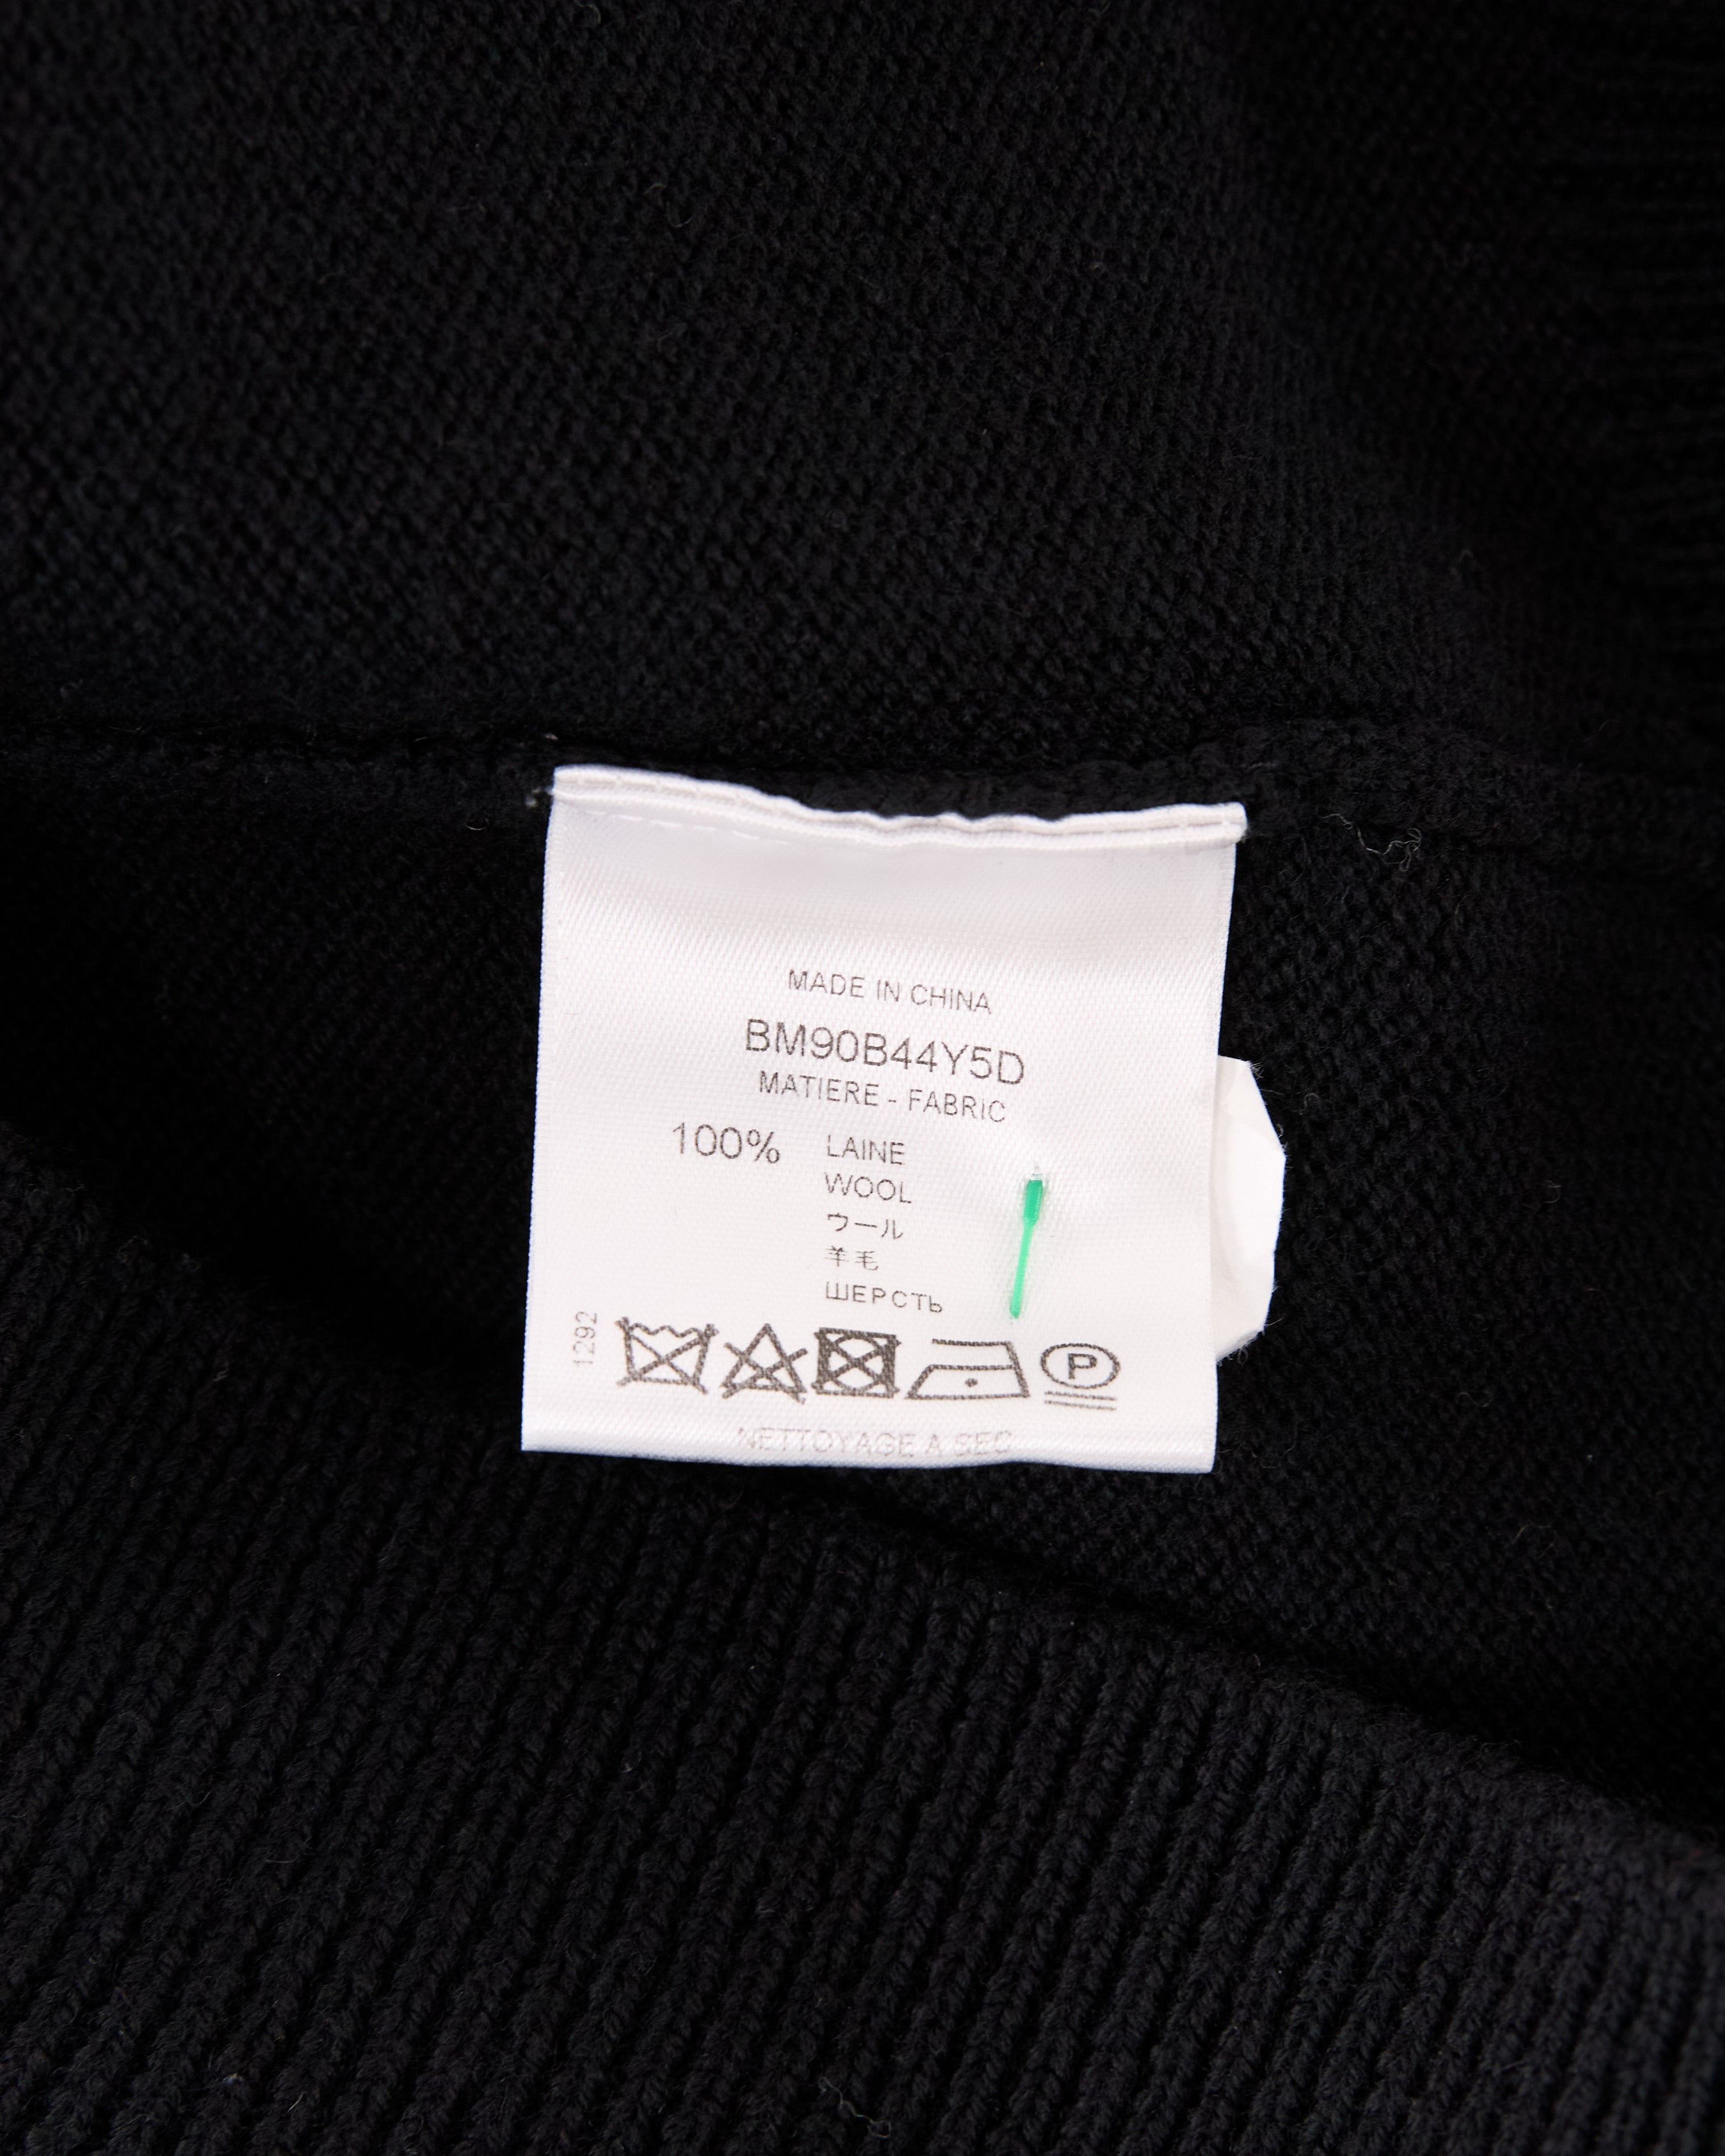 MADE IN CHINA
BM90B44Y5D
MATIERE - FABRIC
100% LAINE
WOOL
ウール
羊毛
ШЕРСТЬ
1292
P
NETTOYAGE A SEC